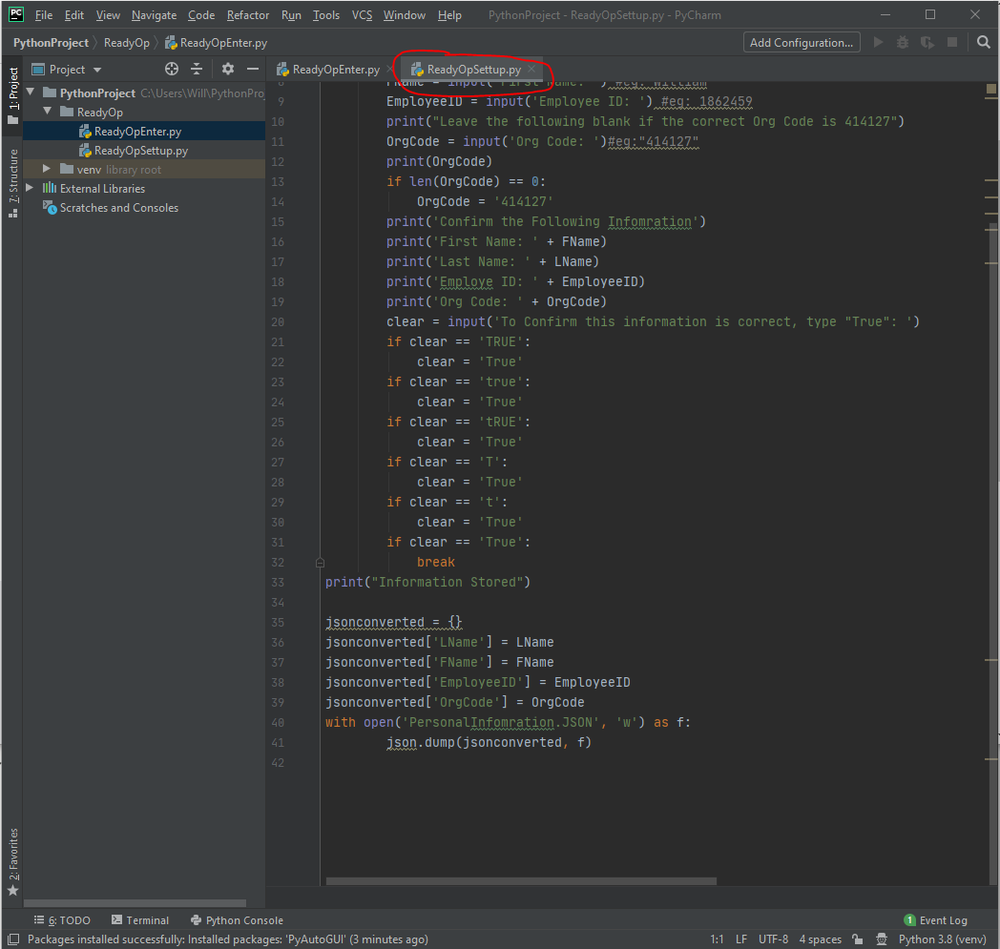 PC File Edit View Navigate Code Refactor Run Tools VCS Window Help PythonProject - ReadyOpSettup.py - PyCharm
PythonProject ReadyOp ReadyOpEnter.py Add Configuration...
1: Project
Project
ReadyOpEnter.py ReadyOpSettup.py
PythonProject C:\Users\Will\PythonProj
ReadyOp
ReadyOpEnter.py
ReadyOpSettup.py
venv library root
External Libraries
Scratches and Consoles
7: Structure
2: Favorites
8 FName = input('First Name: ') #eg: William
9 EmployeeID = input('Employee ID: ') #eg: 1862459
10 print("Leave the following blank if the correct Org Code is 414127")
11 OrgCode = input('Org Code: ')#eg:"414127"
12 print(OrgCode)
13 if len(OrgCode) == 0:
14 OrgCode = '414127'
15 print('Confirm the Following Infomration')
16 print('First Name: ' + FName)
17 print('Last Name: ' + LName)
18 print('Employe ID: ' + EmployeeID)
19 print('Org Code: ' + OrgCode)
20 clear = input('To Confirm this information is correct, type "True": ')
21 if clear == 'TRUE':
22 clear = 'True'
23 if clear == 'true':
24 clear = 'True'
25 if clear == 'tRUE':
26 clear = 'True'
27 if clear == 'T':
28 clear = 'True'
29 if clear == 't':
30 clear = 'True'
31 if clear == 'True':
32 break
33 print("Information Stored")
34
35 jsonconverted = {}
36 jsonconverted['LName'] = LName
37 jsonconverted['FName'] = FName
38 jsonconverted['EmployeeID'] = EmployeeID
39 jsonconverted['OrgCode'] = OrgCode
40 with open('PersonalInfomration.JSON', 'w') as f:
41 json.dump(jsonconverted, f)
42
6: TODO Terminal Python Console 1 Event Log
Packages installed successfully: Installed packages: 'PyAutoGUI' (3 minutes ago) 1:1 LF UTF-8 4 spaces Python 3.8 (venv)